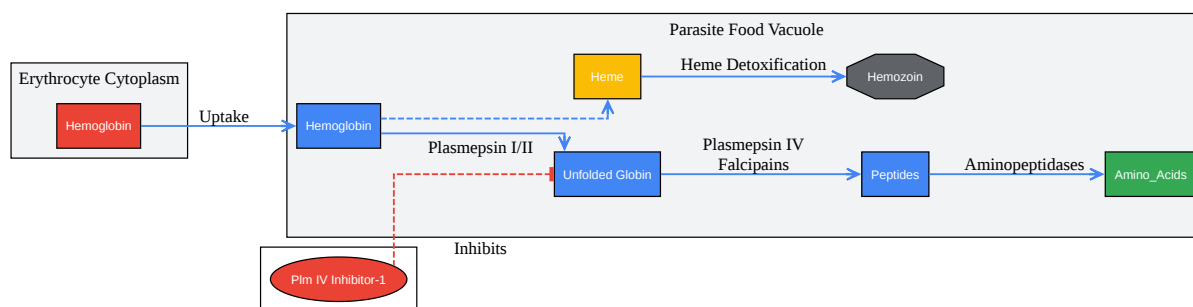 Parasite Food Vacuole
Erythrocyte Cytoplasm
Heme
Heme Detoxification
Hemozoin
Hemoglobin
Uptake
Hemoglobin
Plasmepsin I/II
Unfolded Globin
Plasmepsin IV
Falcipains
Peptides
Aminopeptidases
Amino_Acids
Inhibits
Plm IV Inhibitor-1